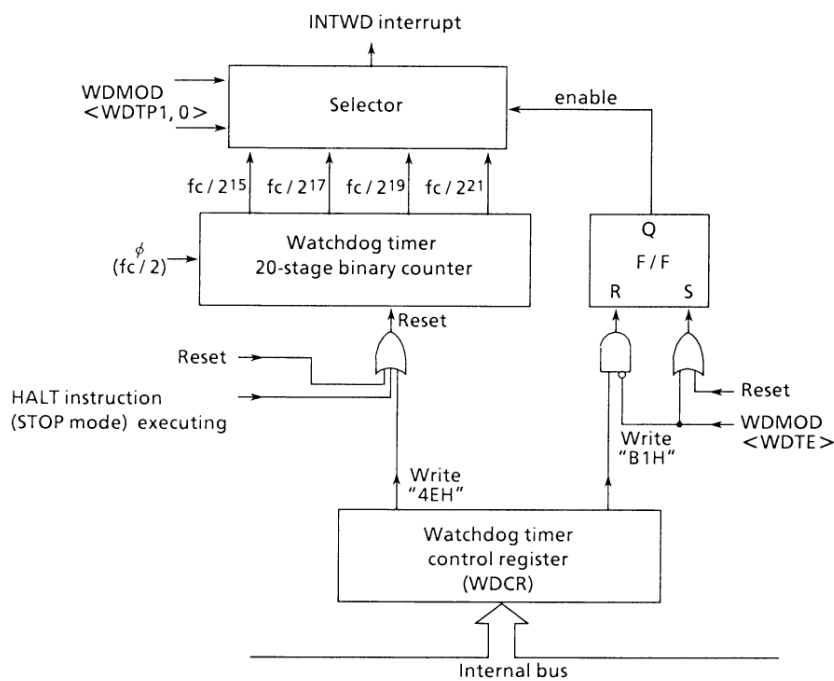 INTWD interrupt
WDMOD
<WDTP1, 0>
Selector
enable
fc/2¹⁵ fc/2¹⁷ fc/2¹⁹ fc/2²¹
ϕ
(fc/2)
Watchdog timer
20-stage binary counter
Q
F/F
R S
Reset
Reset
HALT instruction
(STOP mode) executing
Reset
WDMOD
<WDTE>
Write
"B1H"
Write
"4EH"
Watchdog timer
control register
(WDCR)
Internal bus